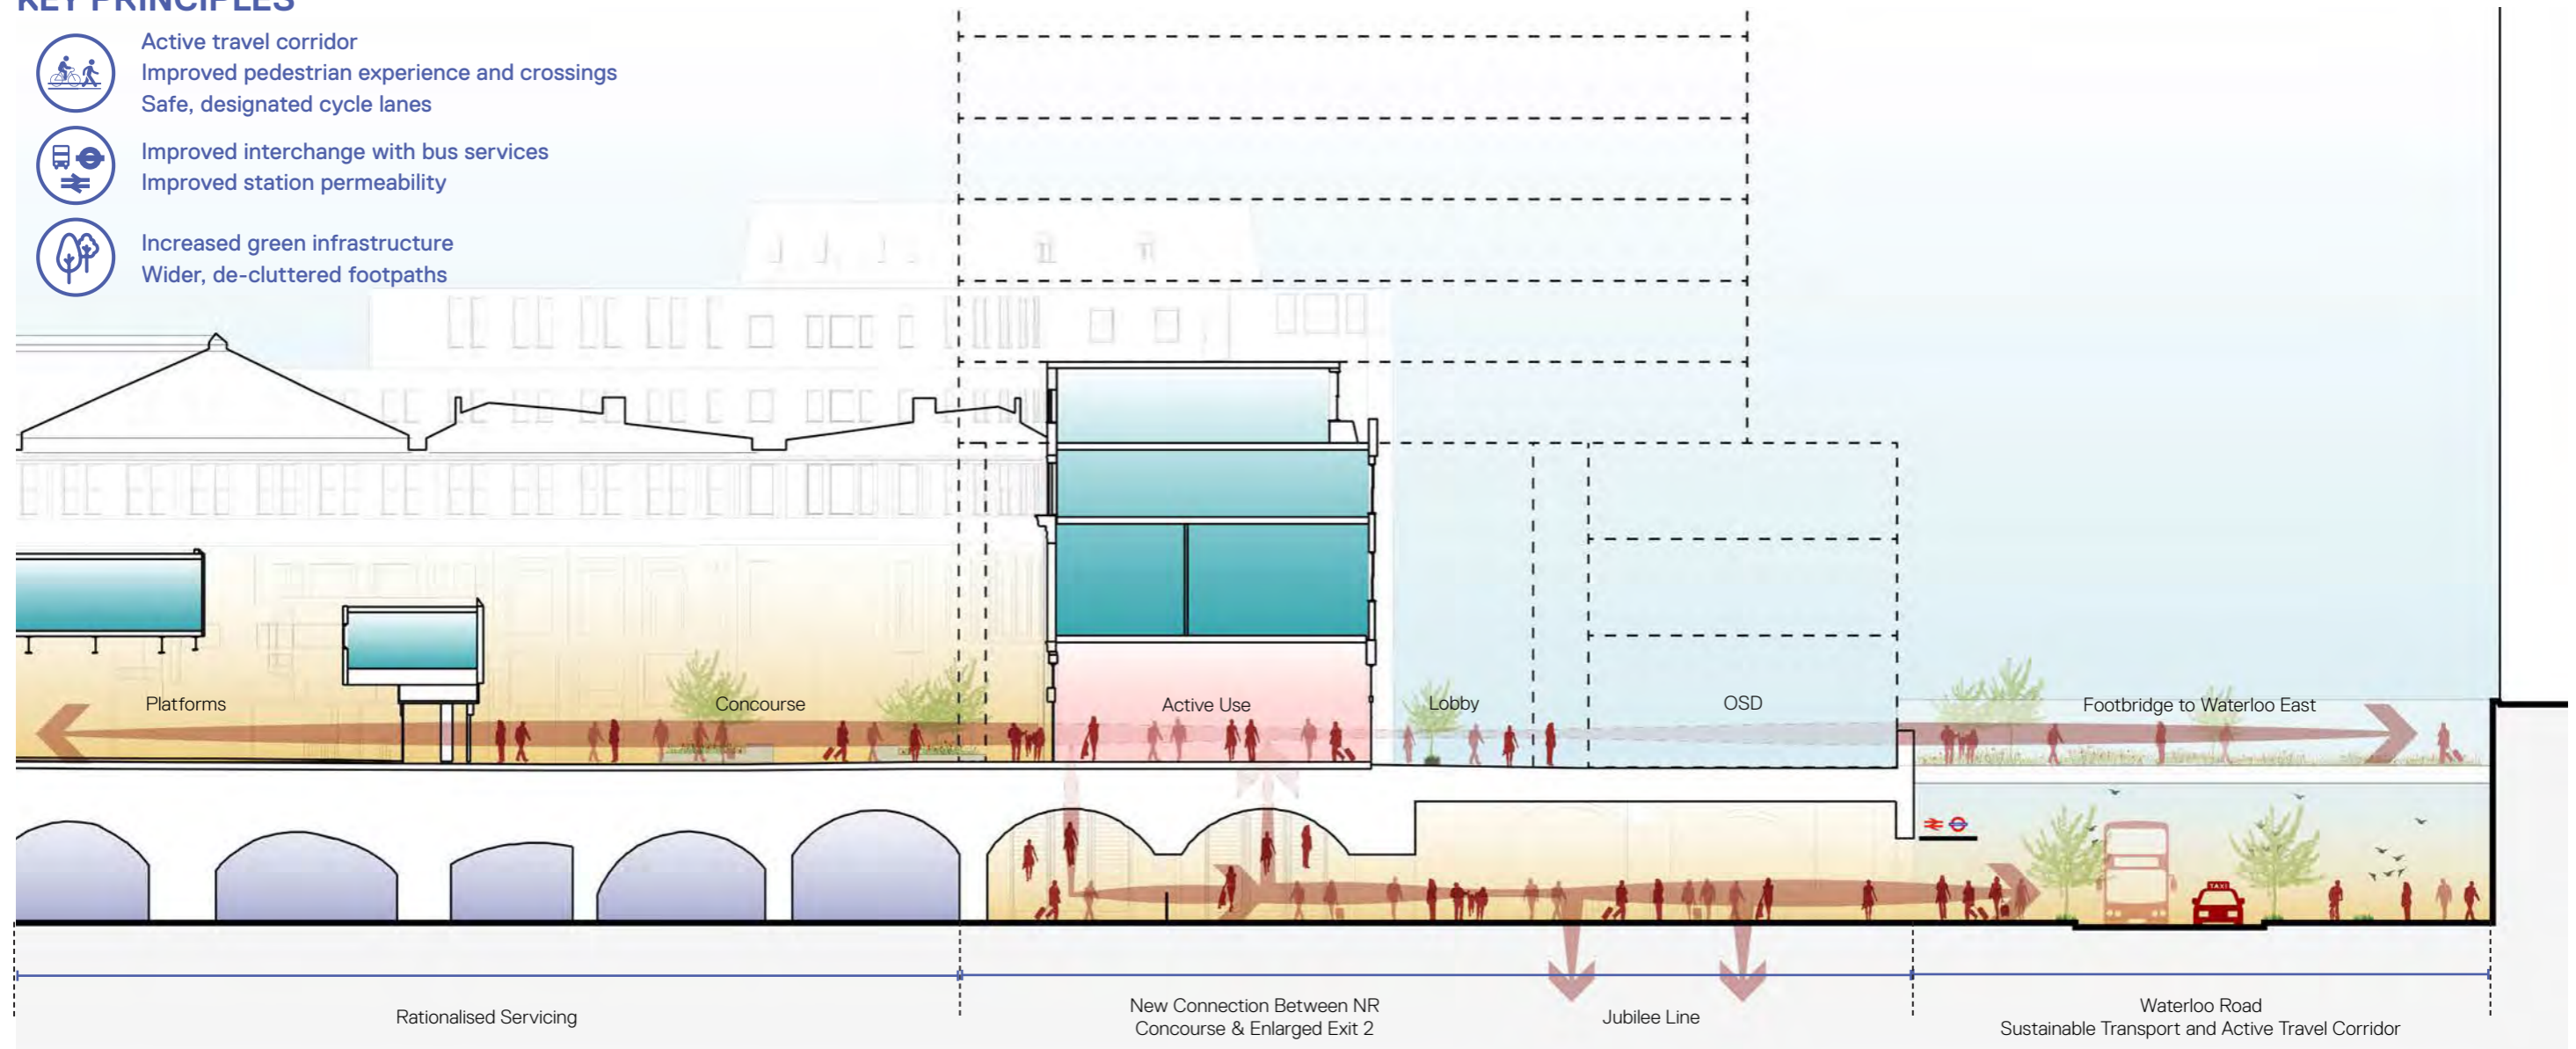 KEY PRINCIPLES
Active travel corridor
Improved pedestrian experience and crossings
Safe, designated cycle lanes
Improved interchange with bus services
Improved station permeability
Increased green infrastructure
Wider, de-cluttered footpaths
Platforms
Concourse
Active Use
Lobby
OSD
Footbridge to Waterloo East
TAXI
Rationalised Servicing
New Connection Between NR
Concourse & Enlarged Exit 2
Jubilee Line
Waterloo Road
Sustainable Transport and Active Travel Corridor